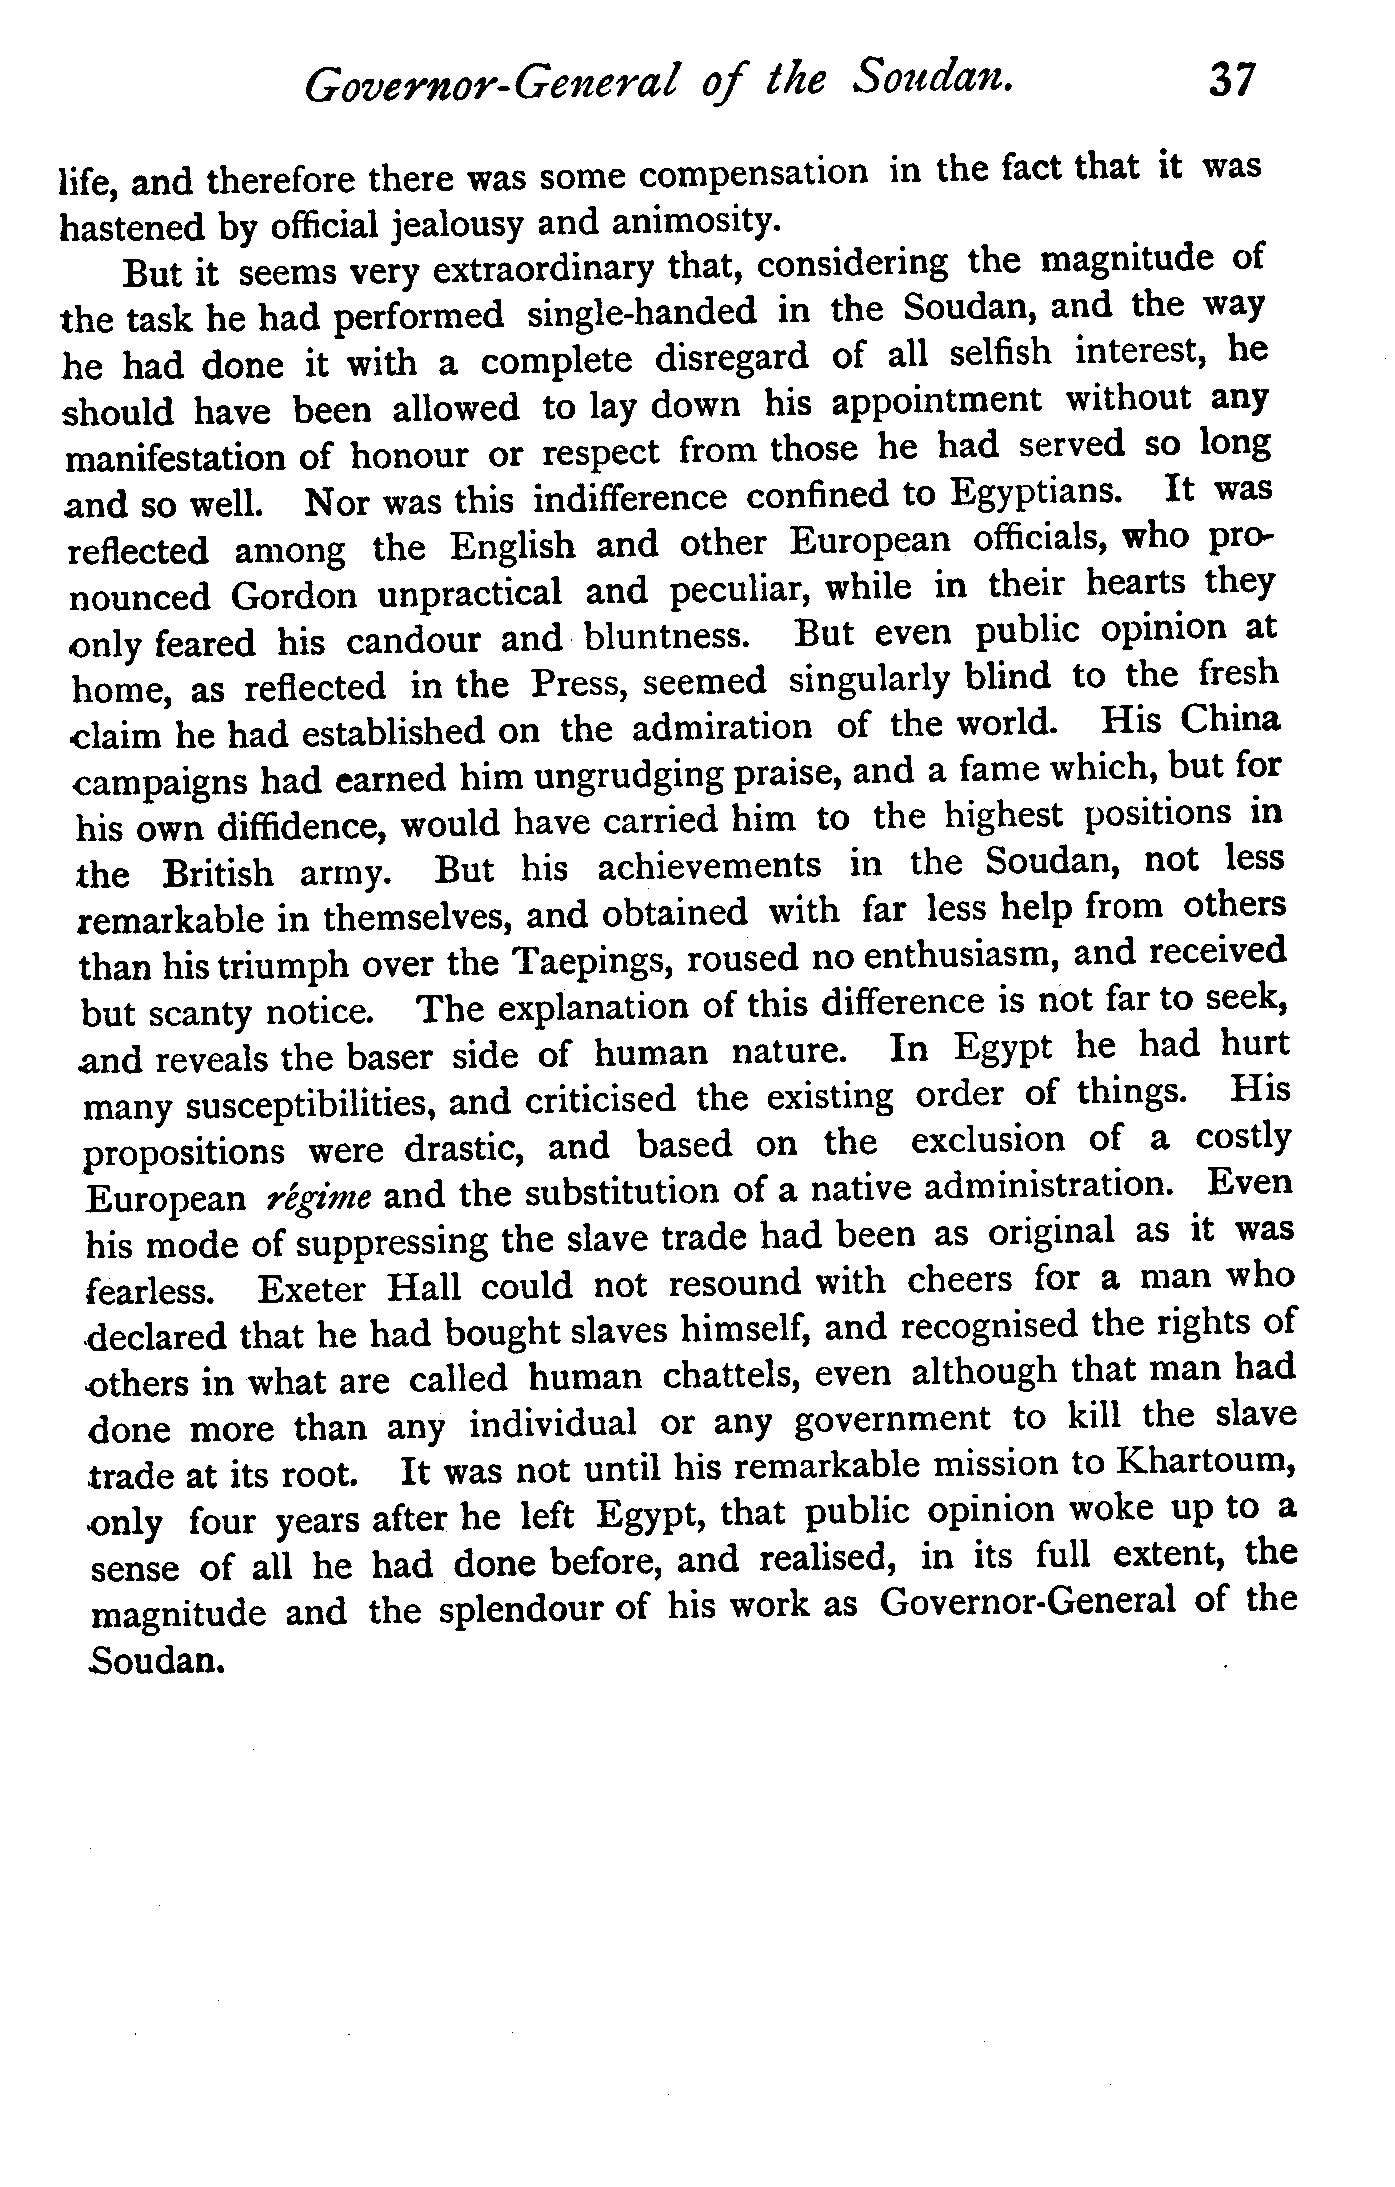 Governor-General of the Soudan. 37
life, and therefore there was some compensation in the fact that it was
hastened by official jealousy and animosity.
But it seems very extraordinary that, considering the magnitude of
the task he had performed single-handed in the Soudan, and the way
he had done it with a complete disregard of all selfish interest, he
should have been allowed to lay down his appointment without any
manifestation of honour or respect from those he had served so long
and so well. Nor was this indifference confined to Egyptians. It was
reflected among the English and other European officials, who pro-
nounced Gordon unpractical and peculiar, while in their hearts they
only feared his candour and bluntness. But even public opinion at
home, as reflected in the Press, seemed singularly blind to the fresh
claim he had established on the admiration of the world. His China
campaigns had earned him ungrudging praise, and a fame which, but for
his own diffidence, would have carried him to the highest positions in
the British army. But his achievements in the Soudan, not less
remarkable in themselves, and obtained with far less help from others
than his triumph over the Taepings, roused no enthusiasm, and received
but scanty notice. The explanation of this difference is not far to seek,
and reveals the baser side of human nature. In Egypt he had hurt
many susceptibilities, and criticised the existing order of things. His
propositions were drastic, and based on the exclusion of a costly
European régime and the substitution of a native administration. Even
his mode of suppressing the slave trade had been as original as it was
fearless. Exeter Hall could not resound with cheers for a man who
declared that he had bought slaves himself, and recognised the rights of
others in what are called human chattels, even although that man had
done more than any individual or any government to kill the slave
trade at its root. It was not until his remarkable mission to Khartoum,
only four years after he left Egypt, that public opinion woke up to a
sense of all he had done before, and realised, in its full extent, the
magnitude and the splendour of his work as Governor-General of the
Soudan.